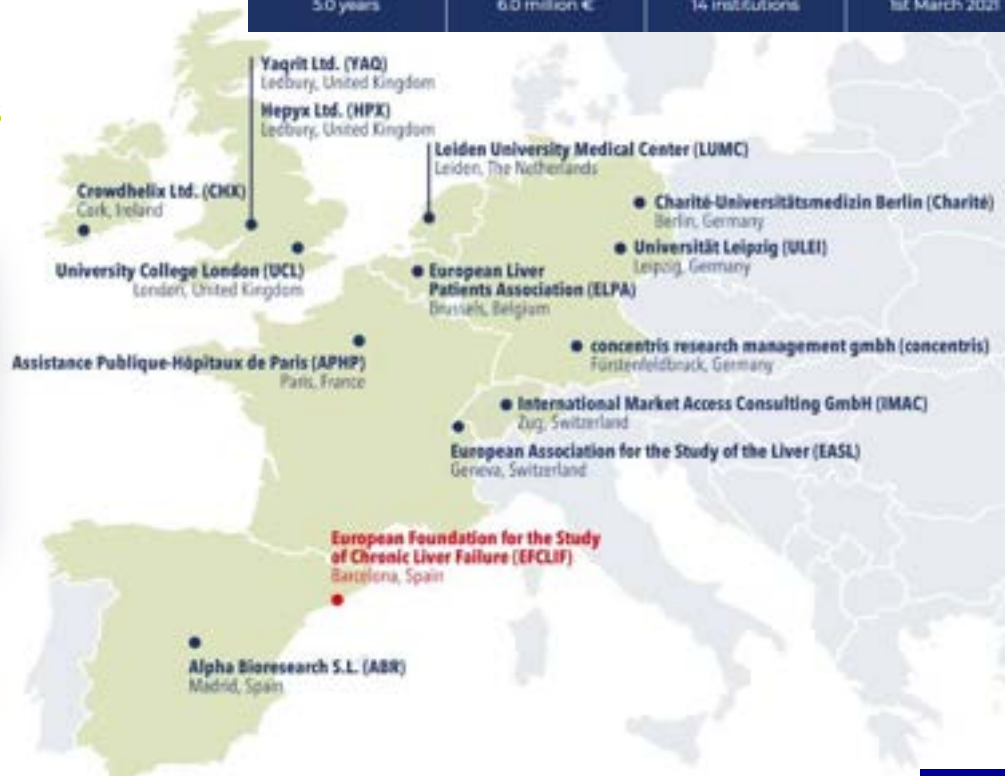 5.0 years
6.0 million €
14 institutions
1st March 2021
Yaqrit Ltd. (YAQ)
Ledbury, United Kingdom
Hepyx Ltd. (HPX)
Ledbury, United Kingdom
Leiden University Medical Center (LUMC)
Leiden, The Netherlands
Crowdhelix Ltd. (CHX)
Cork, Ireland
Charité-Universitätsmedizin Berlin (Charité)
Berlin, Germany
Universität Leipzig (ULEI)
Leipzig, Germany
University College London (UCL)
London, United Kingdom
European Liver
Patients Association (ELPA)
Brussels, Belgium
Assistance Publique-Hôpitaux de Paris (APHP)
Paris, France
concentris research management gmbh (concentris)
Fürstenfeldbruck, Germany
International Market Access Consulting GmbH (IMAC)
Zug, Switzerland
European Association for the Study of the Liver (EASL)
Geneva, Switzerland
European Foundation for the Study
of Chronic Liver Failure (EFCLIF)
Barcelona, Spain
Alpha Bioresearch S.L. (ABR)
Madrid, Spain